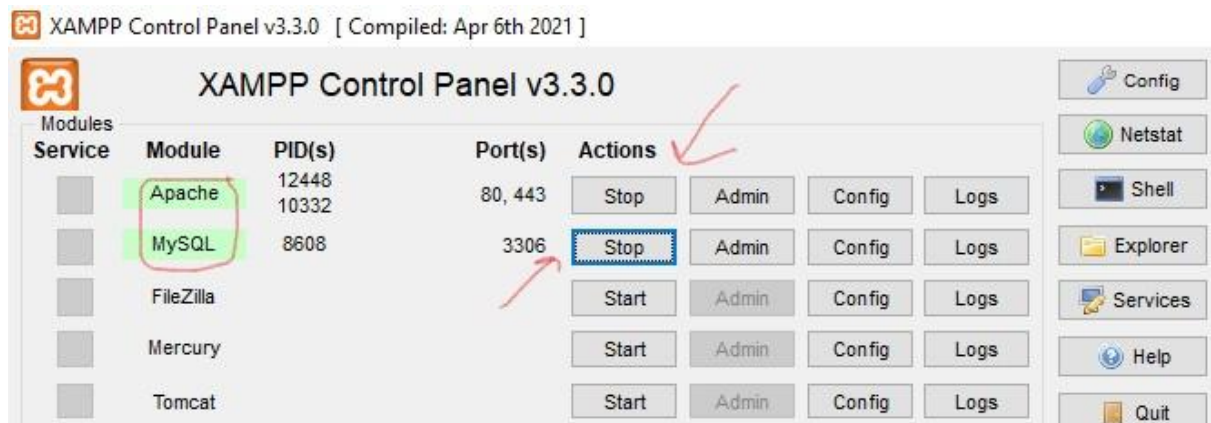 XAMPP Control Panel v3.3.0 [ Compiled: Apr 6th 2021 ]
XAMPP Control Panel v3.3.0
Config
Modules
Netstat
Service Module PID(s) Port(s) Actions
Apache 12448 10332 80, 443 Stop Admin Config Logs
Shell
MySQL 8608 3306 Stop Admin Config Logs
Explorer
FileZilla Start Admin Config Logs
Services
Mercury Start Admin Config Logs
Help
Tomcat Start Admin Config Logs
Quit